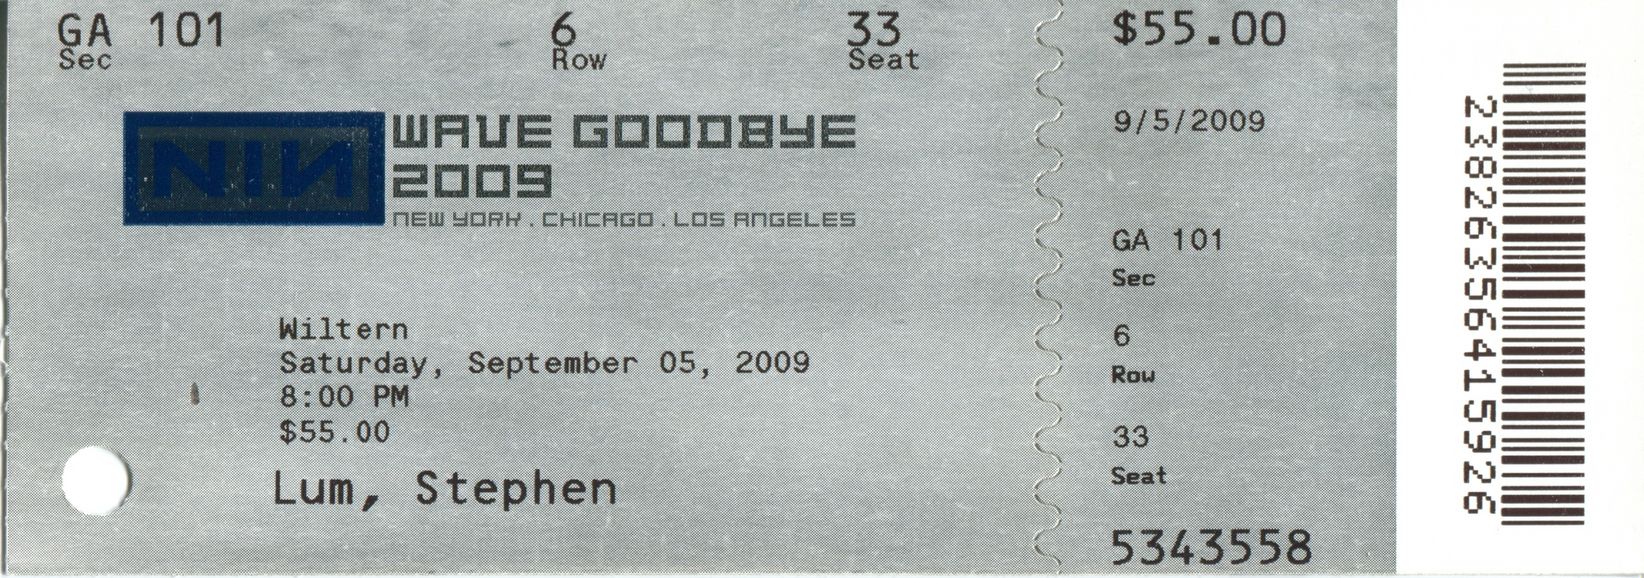 GA 101 6 33
Sec Row Seat
NIN WAVE GOODBYE
2009
NEW YORK . CHICAGO . LOS ANGELES
Wiltern
Saturday, September 05, 2009
8:00 PM
$55.00
Lum, Stephen
$55.00
9/5/2009
GA 101
Sec
6
Row
33
Seat
5343558
23826356415926